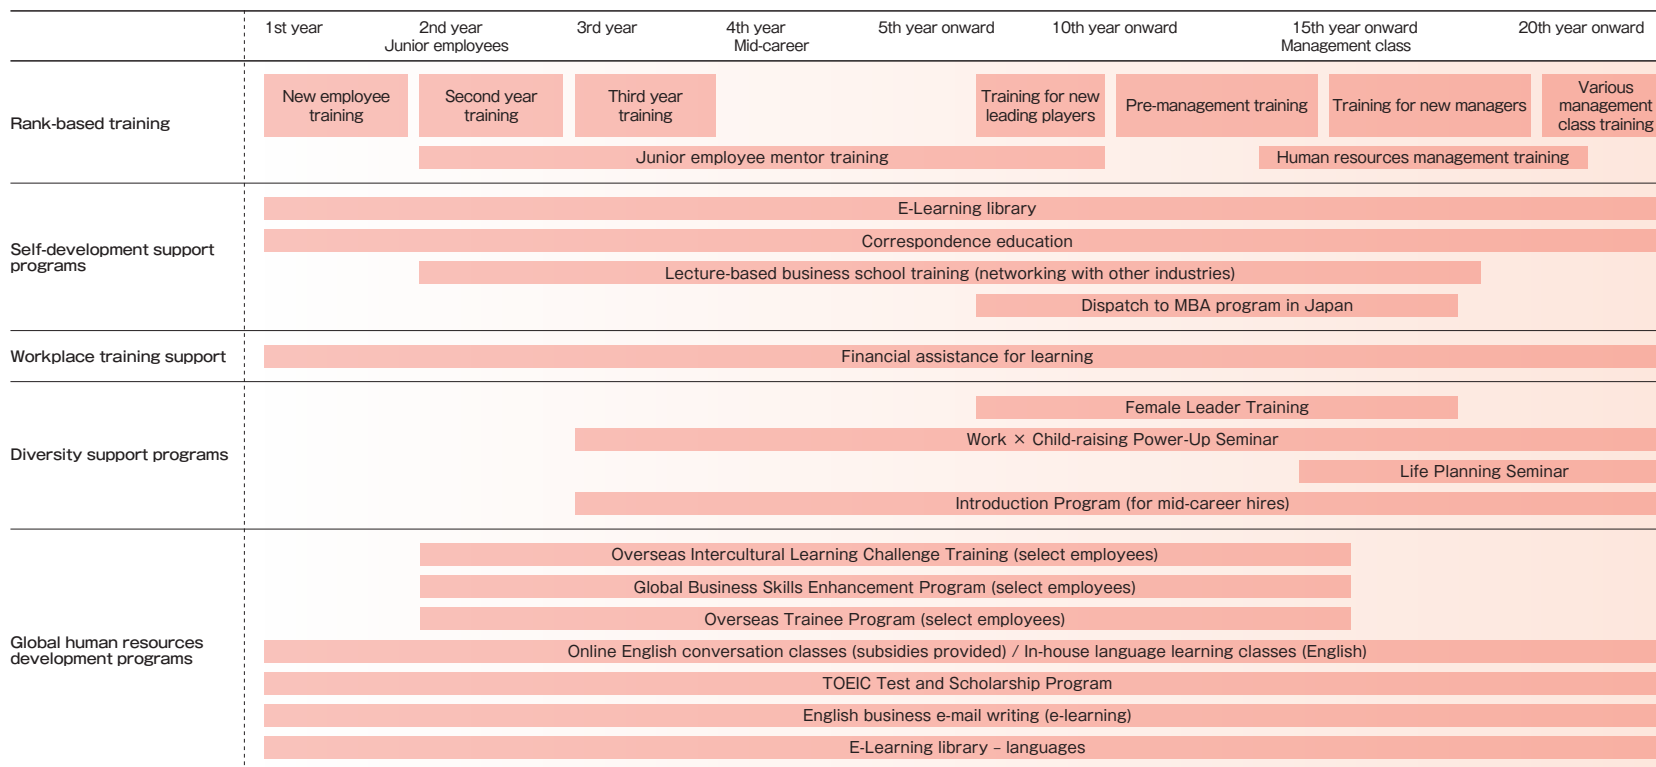 1st year
2nd year
3rd year
4th year
5th year onward
10th year onward
15th year onward
20th year onward
Junior employees
Mid-career
Management class
Rank-based training
New employee
training
Second year
training
Third year
training
Training for new
leading players
Pre-management training
Training for new managers
Various
management
class training
Junior employee mentor training
Human resources management training
Self-development support
programs
E-Learning library
Correspondence education
Lecture-based business school training (networking with other industries)
Dispatch to MBA program in Japan
Workplace training support
Financial assistance for learning
Diversity support programs
Female Leader Training
Work × Child-raising Power-Up Seminar
Life Planning Seminar
Introduction Program (for mid-career hires)
Global human resources
development programs
Overseas Intercultural Learning Challenge Training (select employees)
Global Business Skills Enhancement Program (select employees)
Overseas Trainee Program (select employees)
Online English conversation classes (subsidies provided) / In-house language learning classes (English)
TOEIC Test and Scholarship Program
English business e-mail writing (e-learning)
E-Learning library – languages